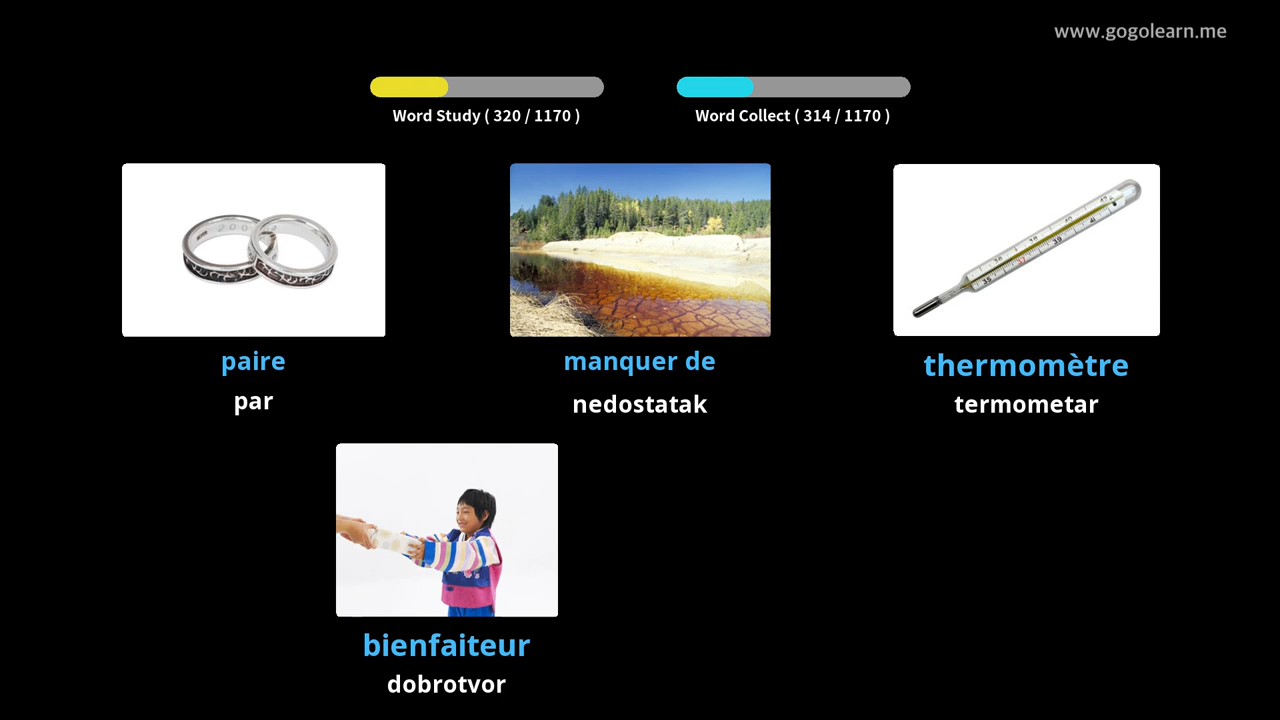 www.gogolearn.me
Word Study ( 320 / 1170 )
Word Collect ( 314 / 1170 )
paire
par
manquer de
nedostatak
thermomètre
termometar
bienfaiteur
dobrotvor